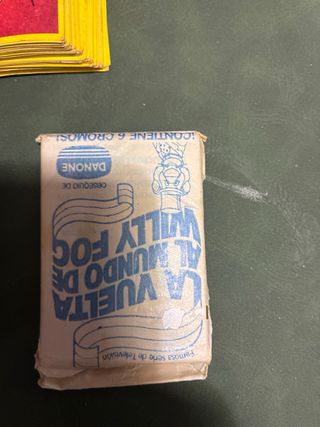 Famosa serie de Televisión
LA VUELTA
AL MUNDO DE
WILLY FOG
OBSEQUIO DE
DANONE
¡CONTIENE 6 CROMOS!